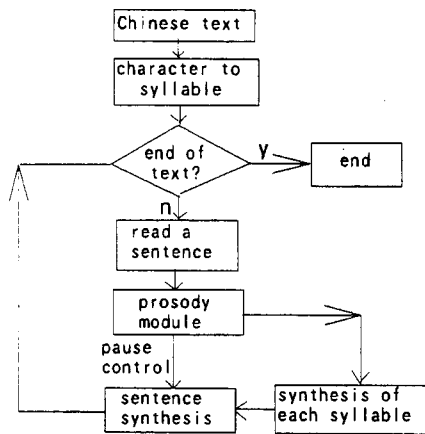 Chinese text
character to
syllable
end of
text?
y
end
n
read a
sentence
prosody
module
pause
control
sentence
synthesis
synthesis of
each syllable